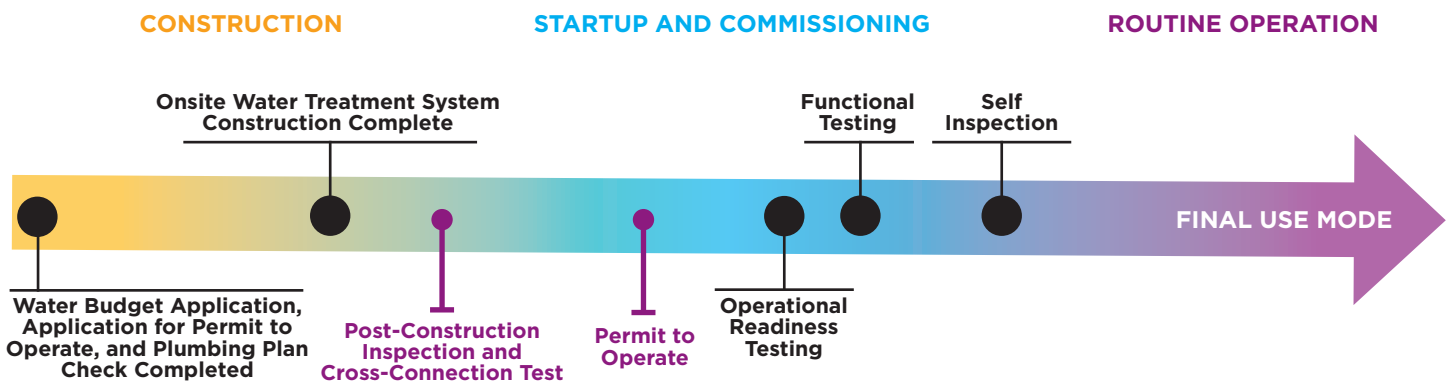 CONSTRUCTION
STARTUP AND COMMISSIONING
ROUTINE OPERATION
Onsite Water Treatment System
Construction Complete
Functional
Testing
Self
Inspection
FINAL USE MODE
Water Budget Application,
Application for Permit to
Operate, and Plumbing Plan
Check Completed
Post-Construction
Inspection and
Cross-Connection Test
Permit to
Operate
Operational
Readiness
Testing